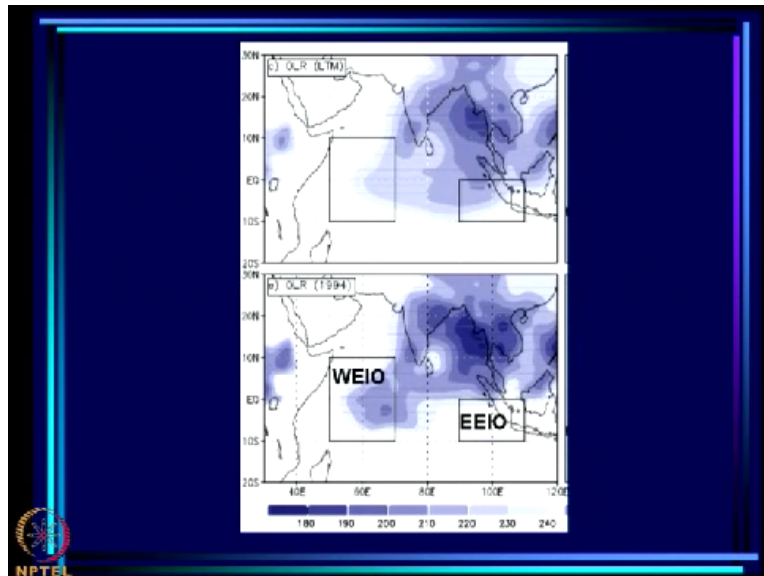 30N
c) OLR (LTM)
20N
10N
EQ
10S
20S
30N
e) OLR (1994)
20N
10N
WEIO
EQ
EEIO
10S
20S
40E 60E 80E 100E 120E
180 190 200 210 220 230 240
NPTEL